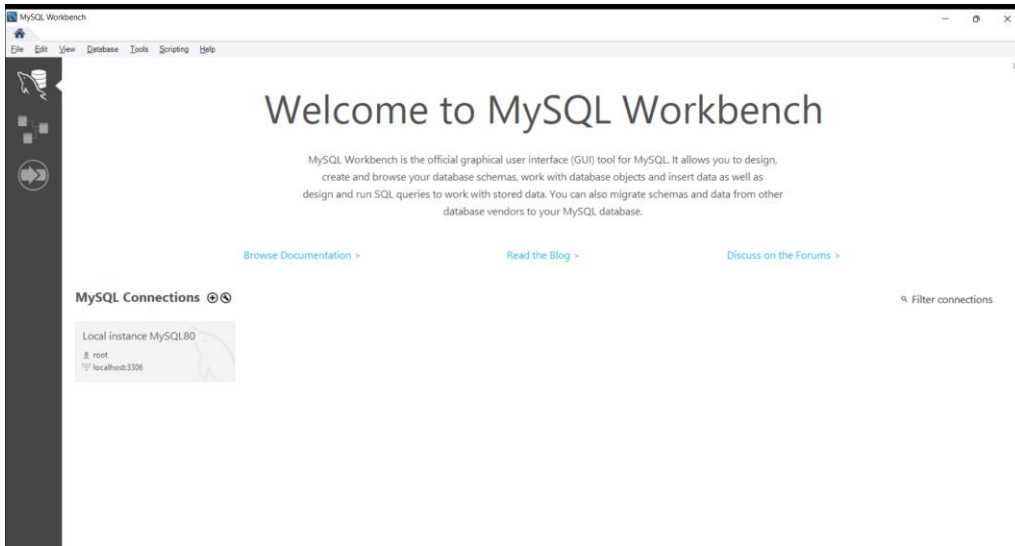 MySQL Workbench
File Edit View Database Tools Scripting Help
Welcome to MySQL Workbench
MySQL Workbench is the official graphical user interface (GUI) tool for MySQL. It allows you to design,
create and browse your database schemas, work with database objects and insert data as well as
design and run SQL queries to work with stored data. You can also migrate schemas and data from other
database vendors to your MySQL database.
Browse Documentation > Read the Blog > Discuss on the Forums >
MySQL Connections Filter connections
Local instance MySQL80
root
localhost:3306